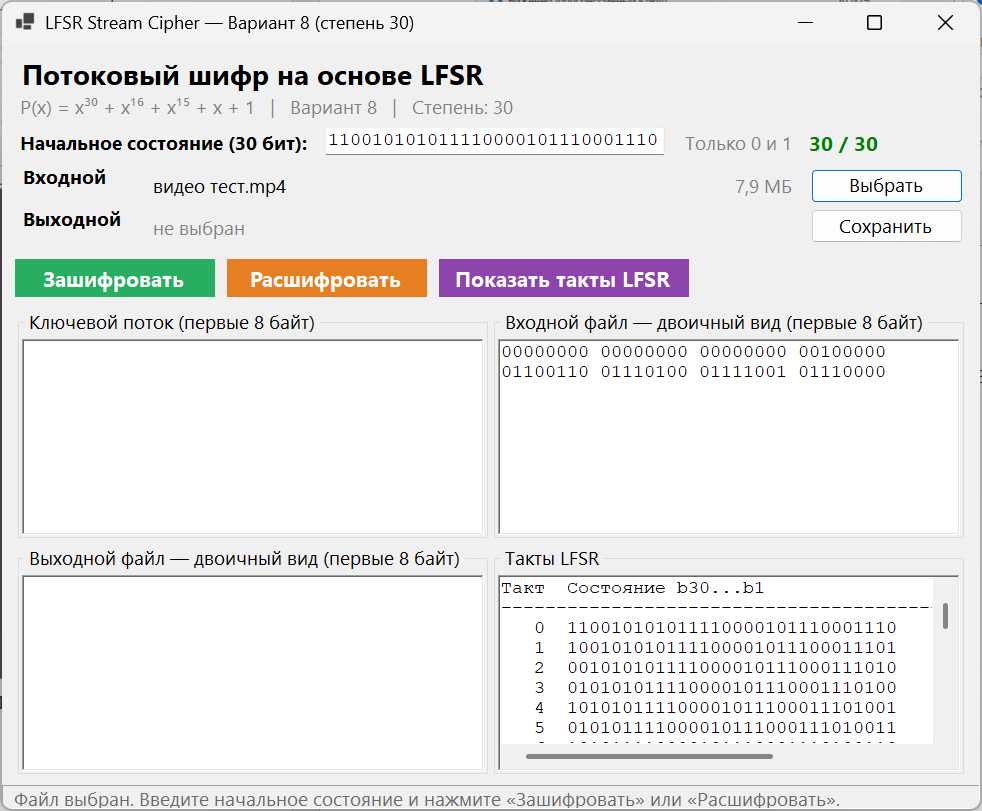 LFSR Stream Cipher — Вариант 8 (степень 30)
Потоковый шифр на основе LFSR
P(x) = x³⁰ + x¹⁶ + x¹⁵ + x + 1 | Вариант 8 | Степень: 30
Начальное состояние (30 бит): 110010101011110000101110001110 Только 0 и 1 30 / 30
Входной видео тест.mp4 7,9 МБ Выбрать
Выходной не выбран Сохранить
Зашифровать Расшифровать Показать такты LFSR
Ключевой поток (первые 8 байт)
Входной файл — двоичный вид (первые 8 байт)
00000000 00000000 00000000 00100000
01100110 01110100 01111001 01110000
Выходной файл — двоичный вид (первые 8 байт)
Такты LFSR
Такт Состояние b30...b1
----------------------------------------
0 110010101011110000101110001110
1 100101010111100001011100011101
2 001010101111000010111000111010
3 010101011110000101110001110100
4 101010111100001011100011101001
5 010101111000010111000111010011
Файл выбран. Введите начальное состояние и нажмите «Зашифровать» или «Расшифровать».